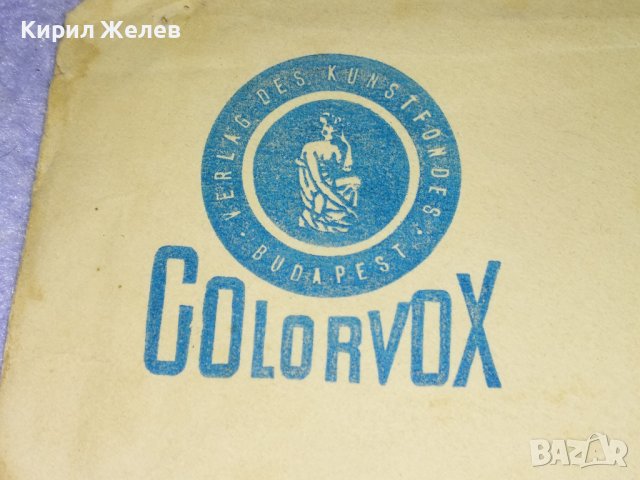 Кирил Желев
· VERLAG DES KUNSTFONDES ·
BUDAPEST
COLORVOX
BAZAR